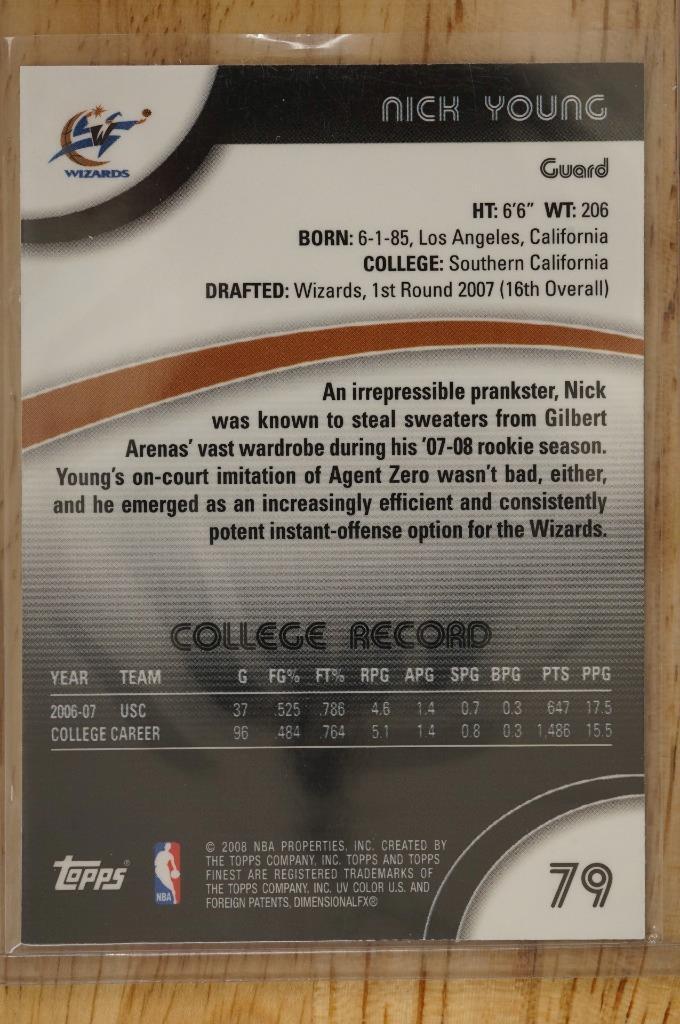 WIZARDS
NICK YOUNG
Guard
HT: 6'6" WT: 206
BORN: 6-1-85, Los Angeles, California
COLLEGE: Southern California
DRAFTED: Wizards, 1st Round 2007 (16th Overall)
An irrepressible prankster, Nick
was known to steal sweaters from Gilbert
Arenas' vast wardrobe during his '07-08 rookie season.
Young's on-court imitation of Agent Zero wasn't bad, either,
and he emerged as an increasingly efficient and consistently
potent instant-offense option for the Wizards.
COLLEGE RECORD
YEAR TEAM G FG% FT% RPG APG SPG BPG PTS PPG
2006-07 USC 37 .525 .786 4.6 1.4 0.7 0.3 647 17.5
COLLEGE CAREER 96 .484 .764 5.1 1.4 0.8 0.3 1,486 15.5
Topps®
NBA
© 2008 NBA PROPERTIES, INC. CREATED BY
THE TOPPS COMPANY, INC. TOPPS AND TOPPS
FINEST ARE REGISTERED TRADEMARKS OF
THE TOPPS COMPANY, INC. UV COLOR U.S. AND
FOREIGN PATENTS, DIMENSIONALFX®
79